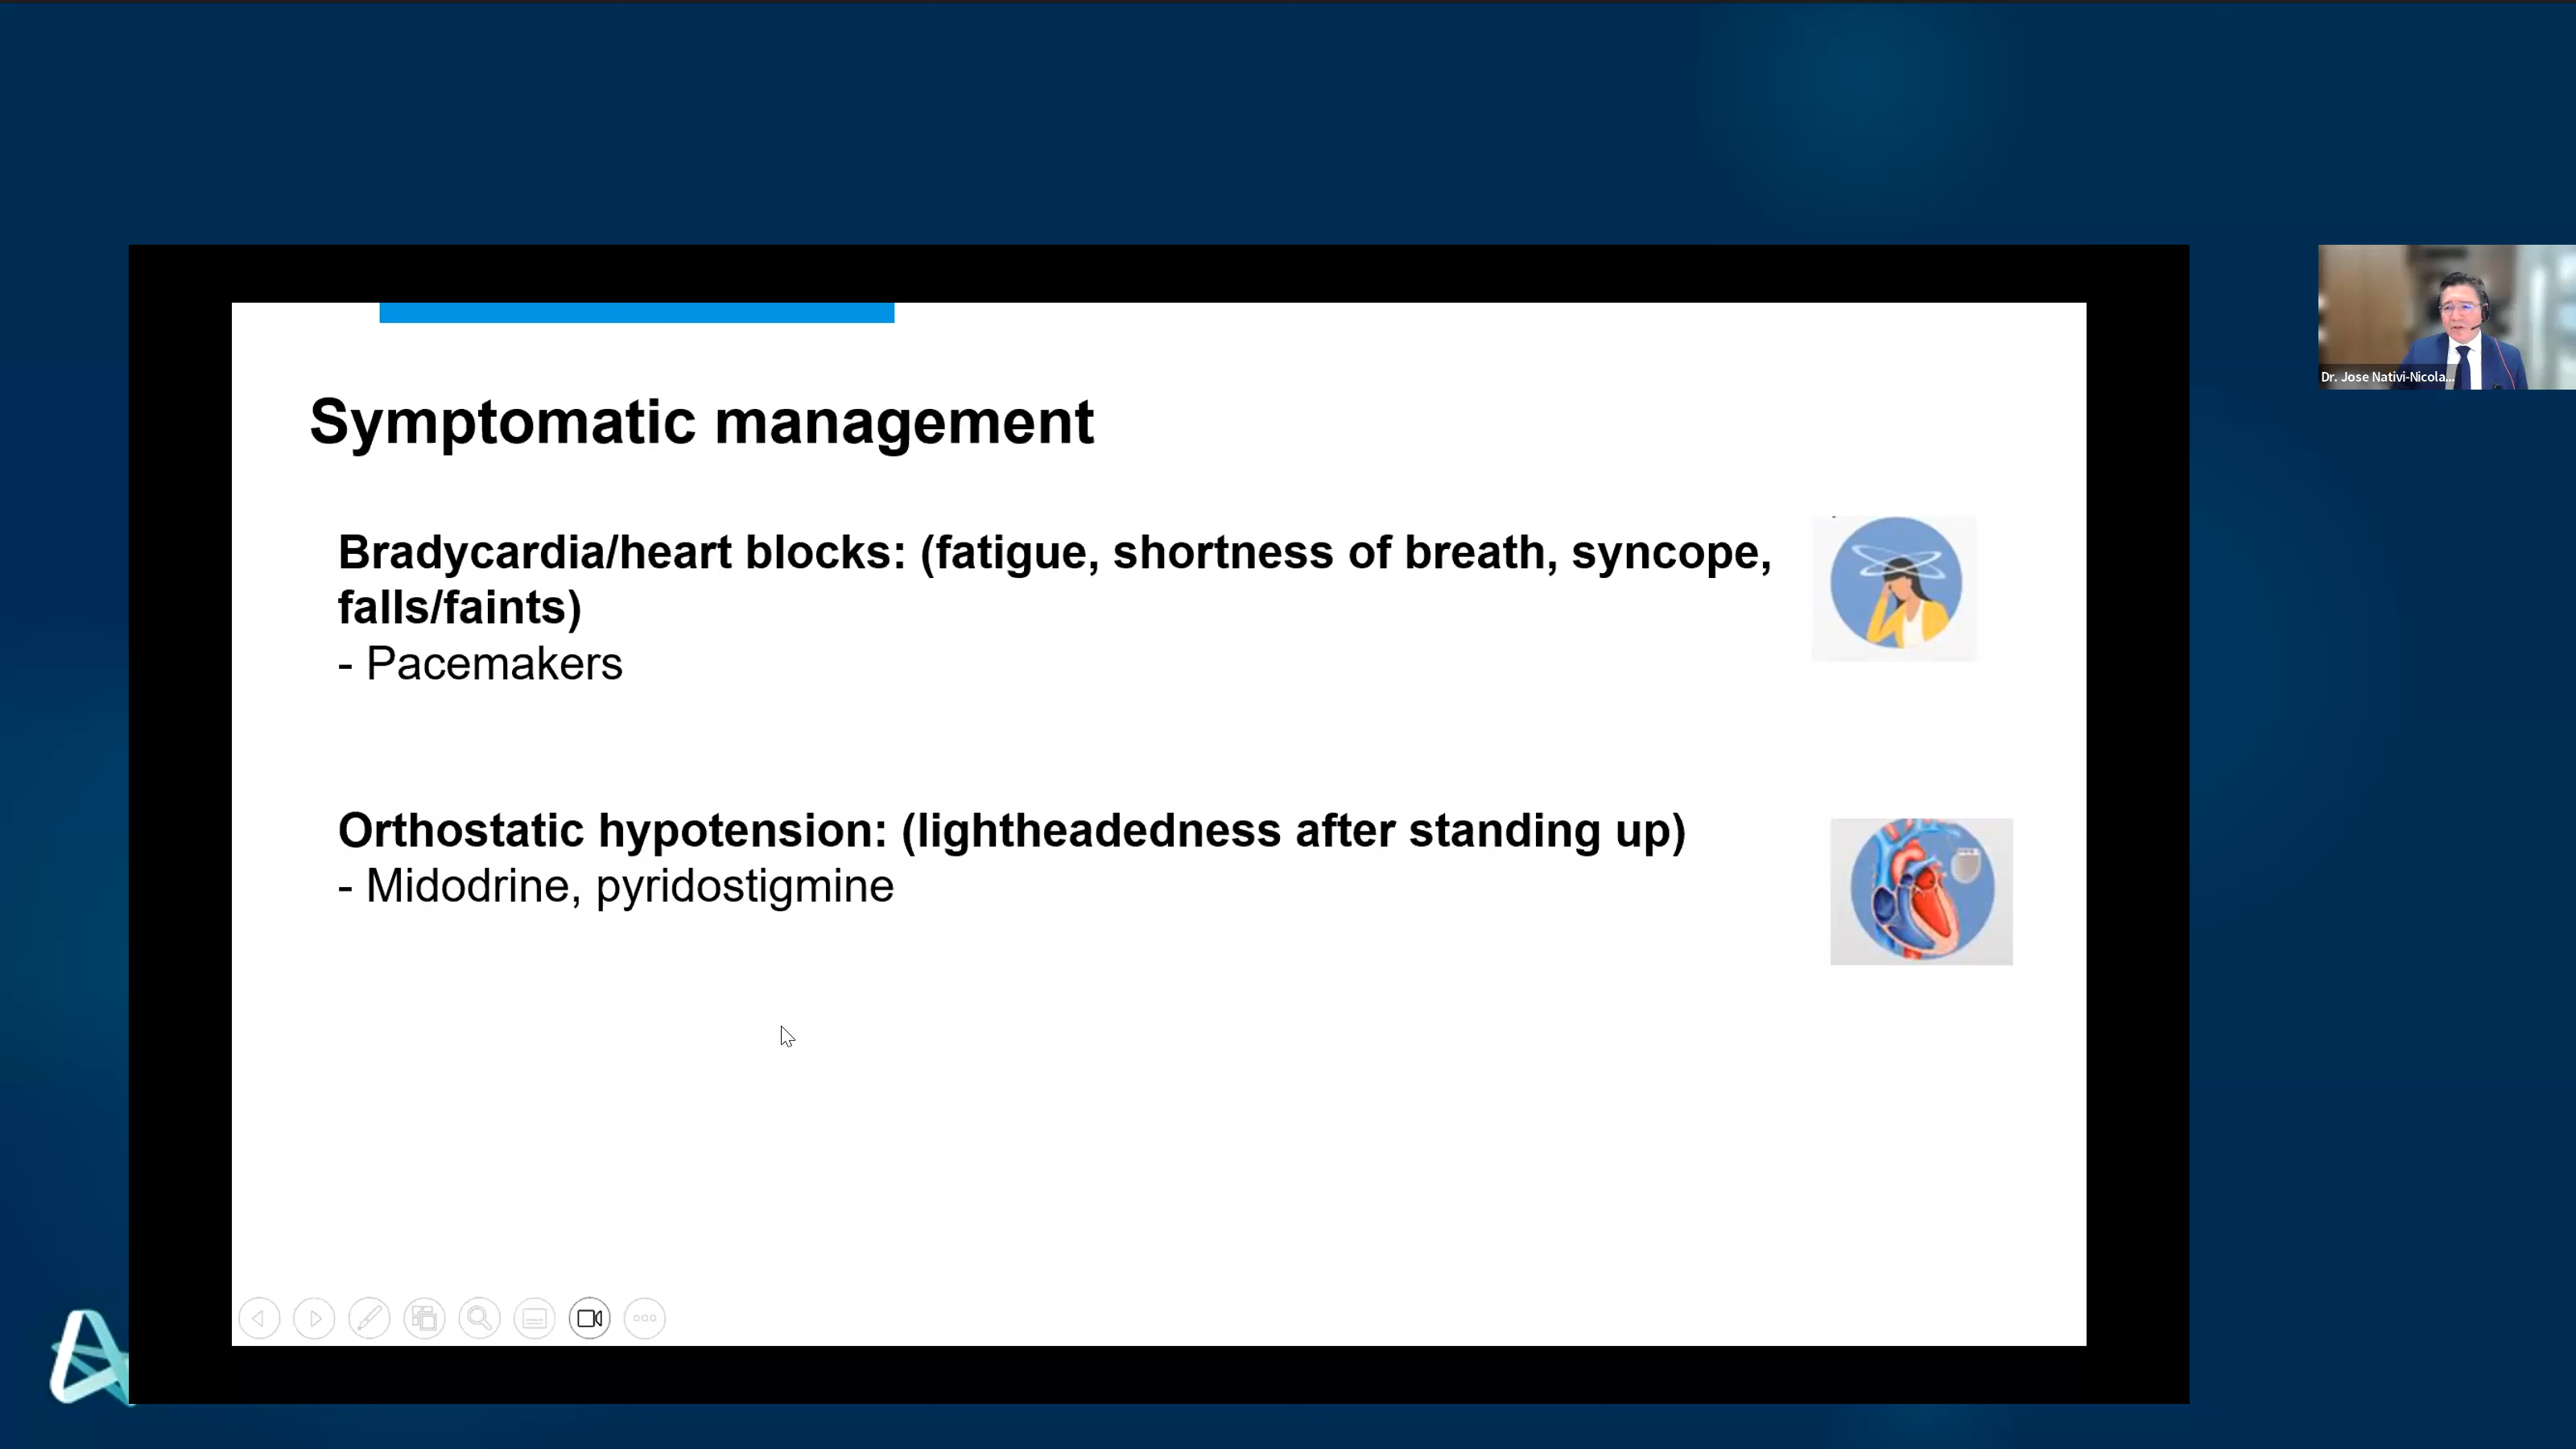 Symptomatic management
Bradycardia/heart blocks: (fatigue, shortness of breath, syncope,
falls/faints)
- Pacemakers
Orthostatic hypotension: (lightheadedness after standing up)
- Midodrine, pyridostigmine
Dr. Jose Nativi-Nicola...